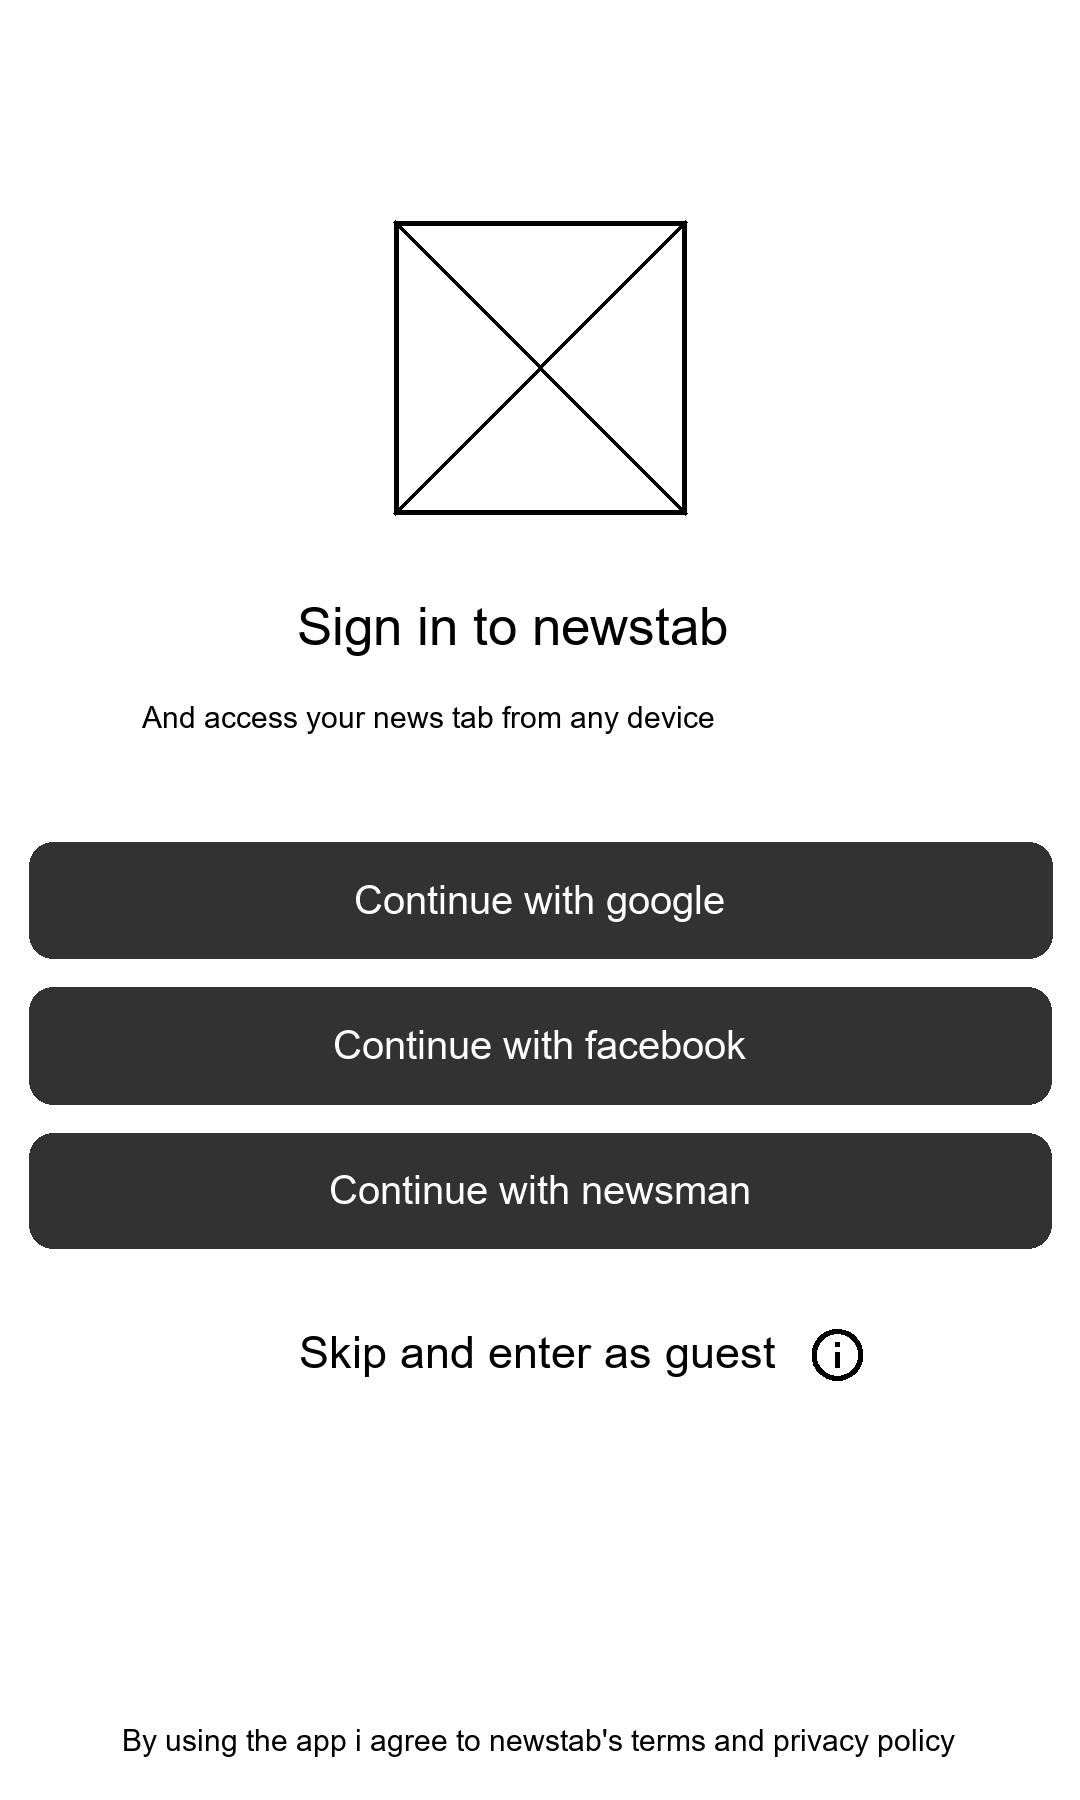 Sign in to newstab
And access your news tab from any device
Continue with google
Continue with facebook
Continue with newsman
Skip and enter as guest
By using the app i agree to newstab's terms and privacy policy